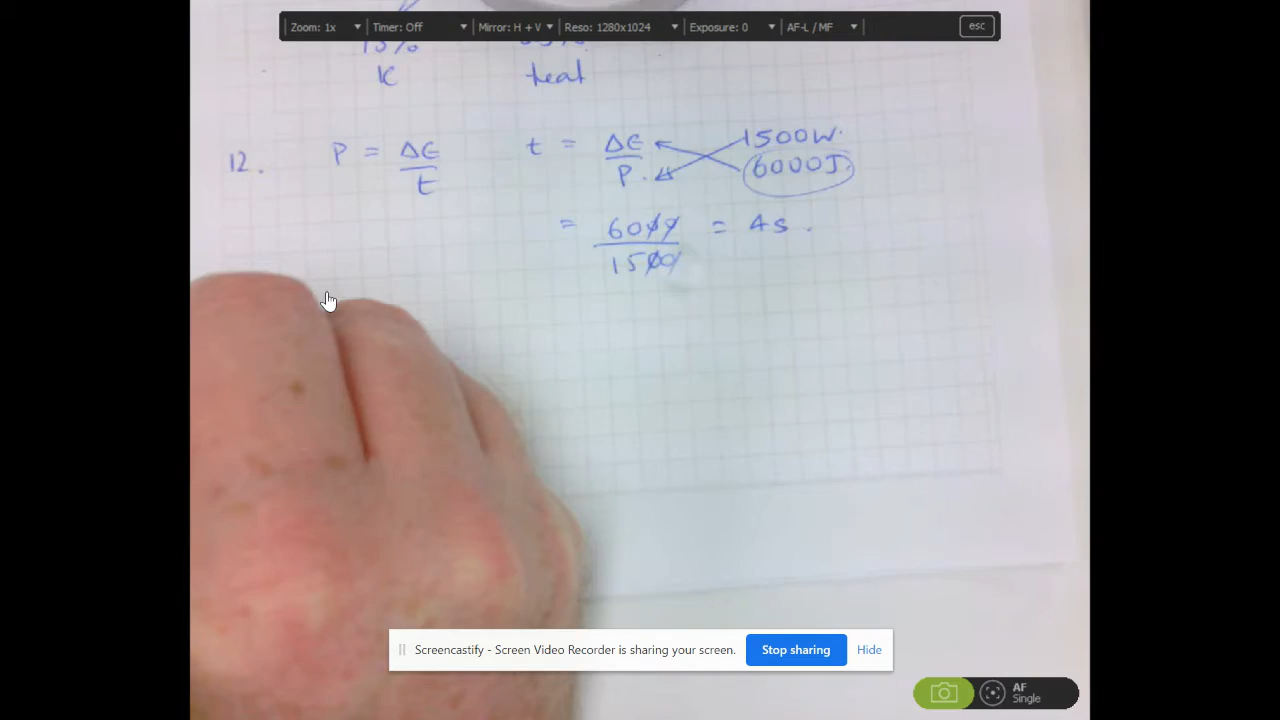 Zoom: 1x Timer: Off Mirror: H + V Reso: 1280x1024 Exposure: 0 AF-L / MF esc
15%
K heat
12. P = ΔE / t t = ΔE / P. 1500W.
6000J.
= 6000 / 1500 = 4s.
Screencastify - Screen Video Recorder is sharing your screen. Stop sharing Hide
AF
Single